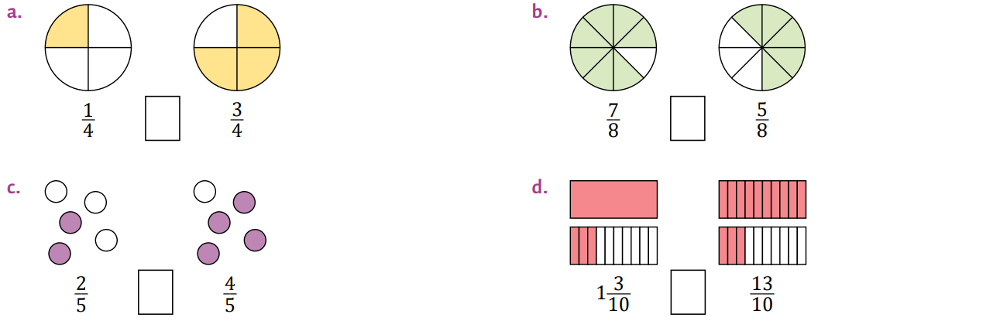 a.
1/4 3/4
b.
7/8 5/8
c.
2/5 4/5
d.
1 3/10 13/10